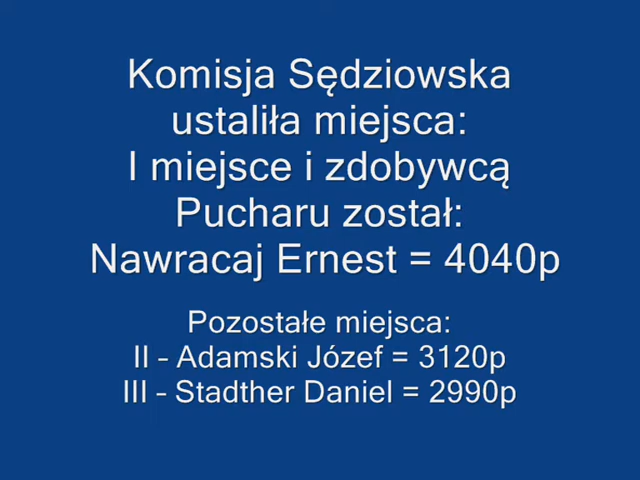 Komisja Sędziowska
ustaliła miejsca:
I miejsce i zdobywcą
Pucharu został:
Nawracaj Ernest = 4040p
Pozostałe miejsca:
II – Adamski Józef = 3120p
III – Stadther Daniel = 2990p